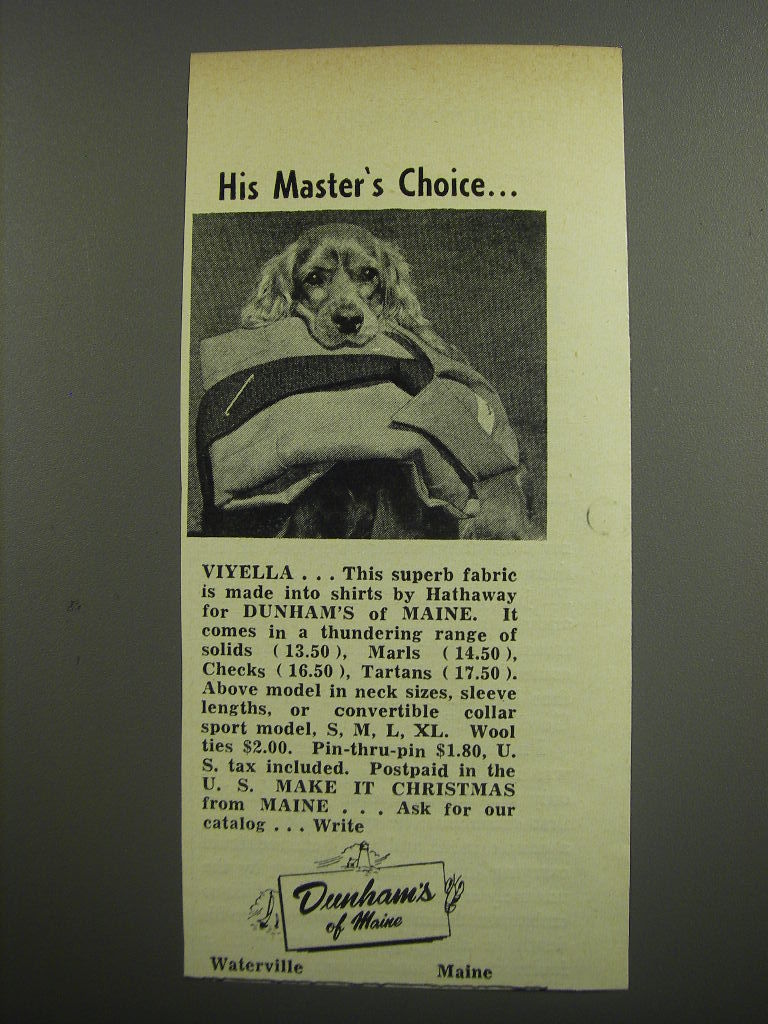 His Master's Choice...
VIYELLA . . . This superb fabric
is made into shirts by Hathaway
for DUNHAM'S of MAINE. It
comes in a thundering range of
solids (13.50), Marls (14.50),
Checks (16.50), Tartans (17.50).
Above model in neck sizes, sleeve
lengths, or convertible collar
sport model, S, M, L, XL. Wool
ties $2.00. Pin-thru-pin $1.80, U.
S. tax included. Postpaid in the
U. S. MAKE IT CHRISTMAS
from MAINE . . . Ask for our
catalog . . . Write
Dunham's
of Maine
Waterville Maine